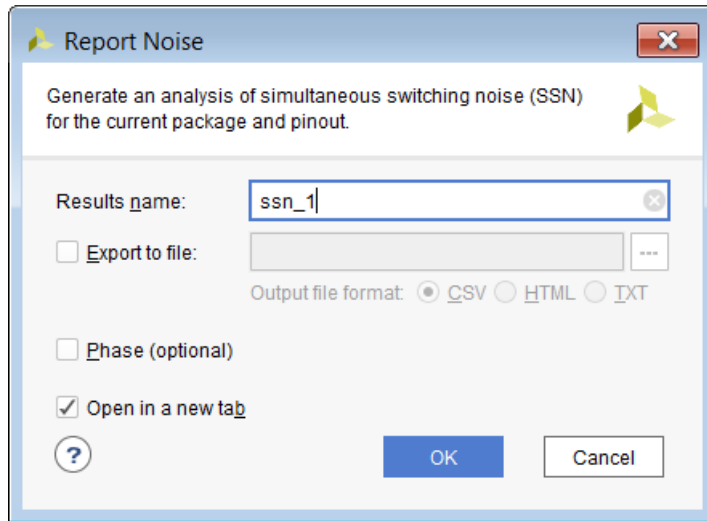 Report Noise
Generate an analysis of simultaneous switching noise (SSN)
for the current package and pinout.
Results name: ssn_1
Export to file: ...
Output file format: CSV HTML TXT
Phase (optional)
Open in a new tab
? OK Cancel